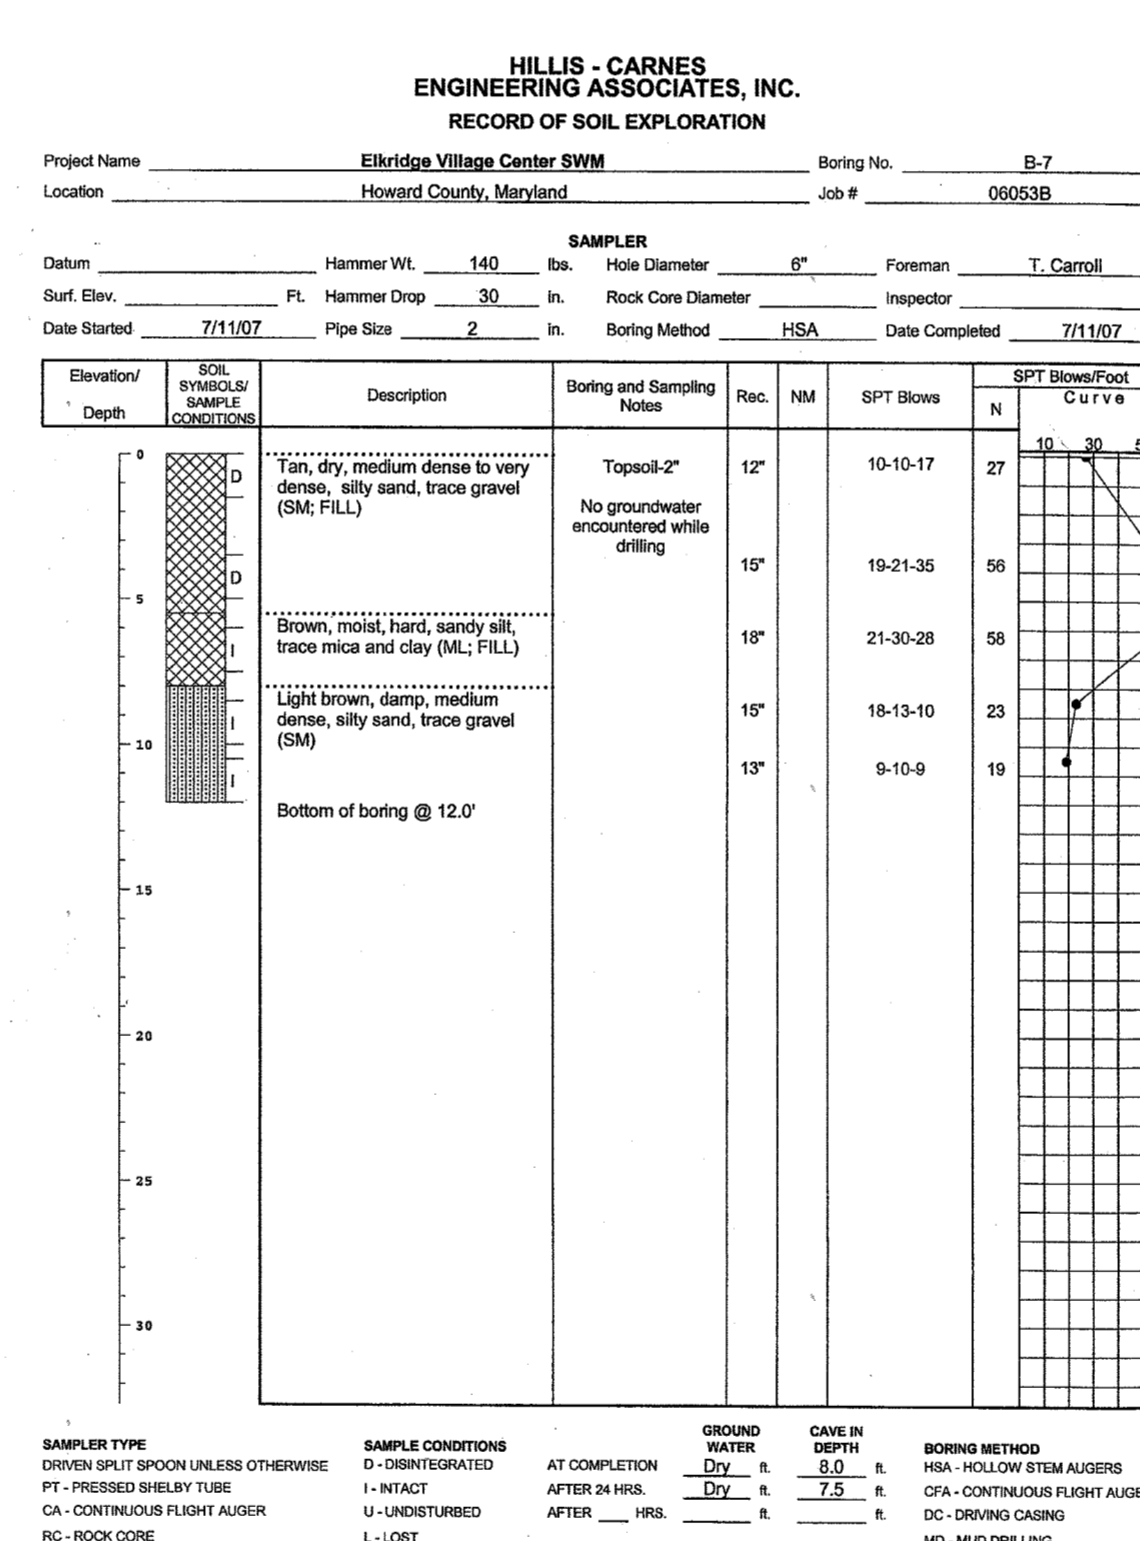 HILLIS - CARNES
ENGINEERING ASSOCIATES, INC.
RECORD OF SOIL EXPLORATION
Project Name Elkridge Village Center SWM Boring No. B-7
Location Howard County, Maryland Job # 06053B
SAMPLER
Datum Hammer Wt. 140 lbs. Hole Diameter 6" Foreman T. Carroll
Surf. Elev. Ft. Hammer Drop 30 in. Rock Core Diameter Inspector
Date Started 7/11/07 Pipe Size 2 in. Boring Method HSA Date Completed 7/11/07
Elevation/
Depth
SOIL
SYMBOLS/
SAMPLE
CONDITIONS
Description
Boring and Sampling
Notes
Rec.
NM
SPT Blows
SPT Blows/Foot
N
Curve
10 30 5
0
Tan, dry, medium dense to very
dense, silty sand, trace gravel
(SM; FILL)
D
Topsoil-2"
No groundwater
encountered while
drilling
12" 10-10-17 27
D
15" 19-21-35 56
5
Brown, moist, hard, sandy silt,
trace mica and clay (ML; FILL)
I
18" 21-30-28 58
Light brown, damp, medium
dense, silty sand, trace gravel
(SM)
I
15" 18-13-10 23
10
I
13" 9-10-9 19
Bottom of boring @ 12.0'
15
20
25
30
SAMPLER TYPE
DRIVEN SPLIT SPOON UNLESS OTHERWISE
PT - PRESSED SHELBY TUBE
CA - CONTINUOUS FLIGHT AUGER
RC - ROCK CORE
SAMPLE CONDITIONS
D - DISINTEGRATED
I - INTACT
U - UNDISTURBED
L - LOST
GROUND
WATER
CAVE IN
DEPTH
AT COMPLETION Dry ft. 8.0 ft.
AFTER 24 HRS. Dry ft. 7.5 ft.
AFTER HRS. ft. ft.
BORING METHOD
HSA - HOLLOW STEM AUGERS
CFA - CONTINUOUS FLIGHT AUGE
DC - DRIVING CASING
MD - MUD DRILLING